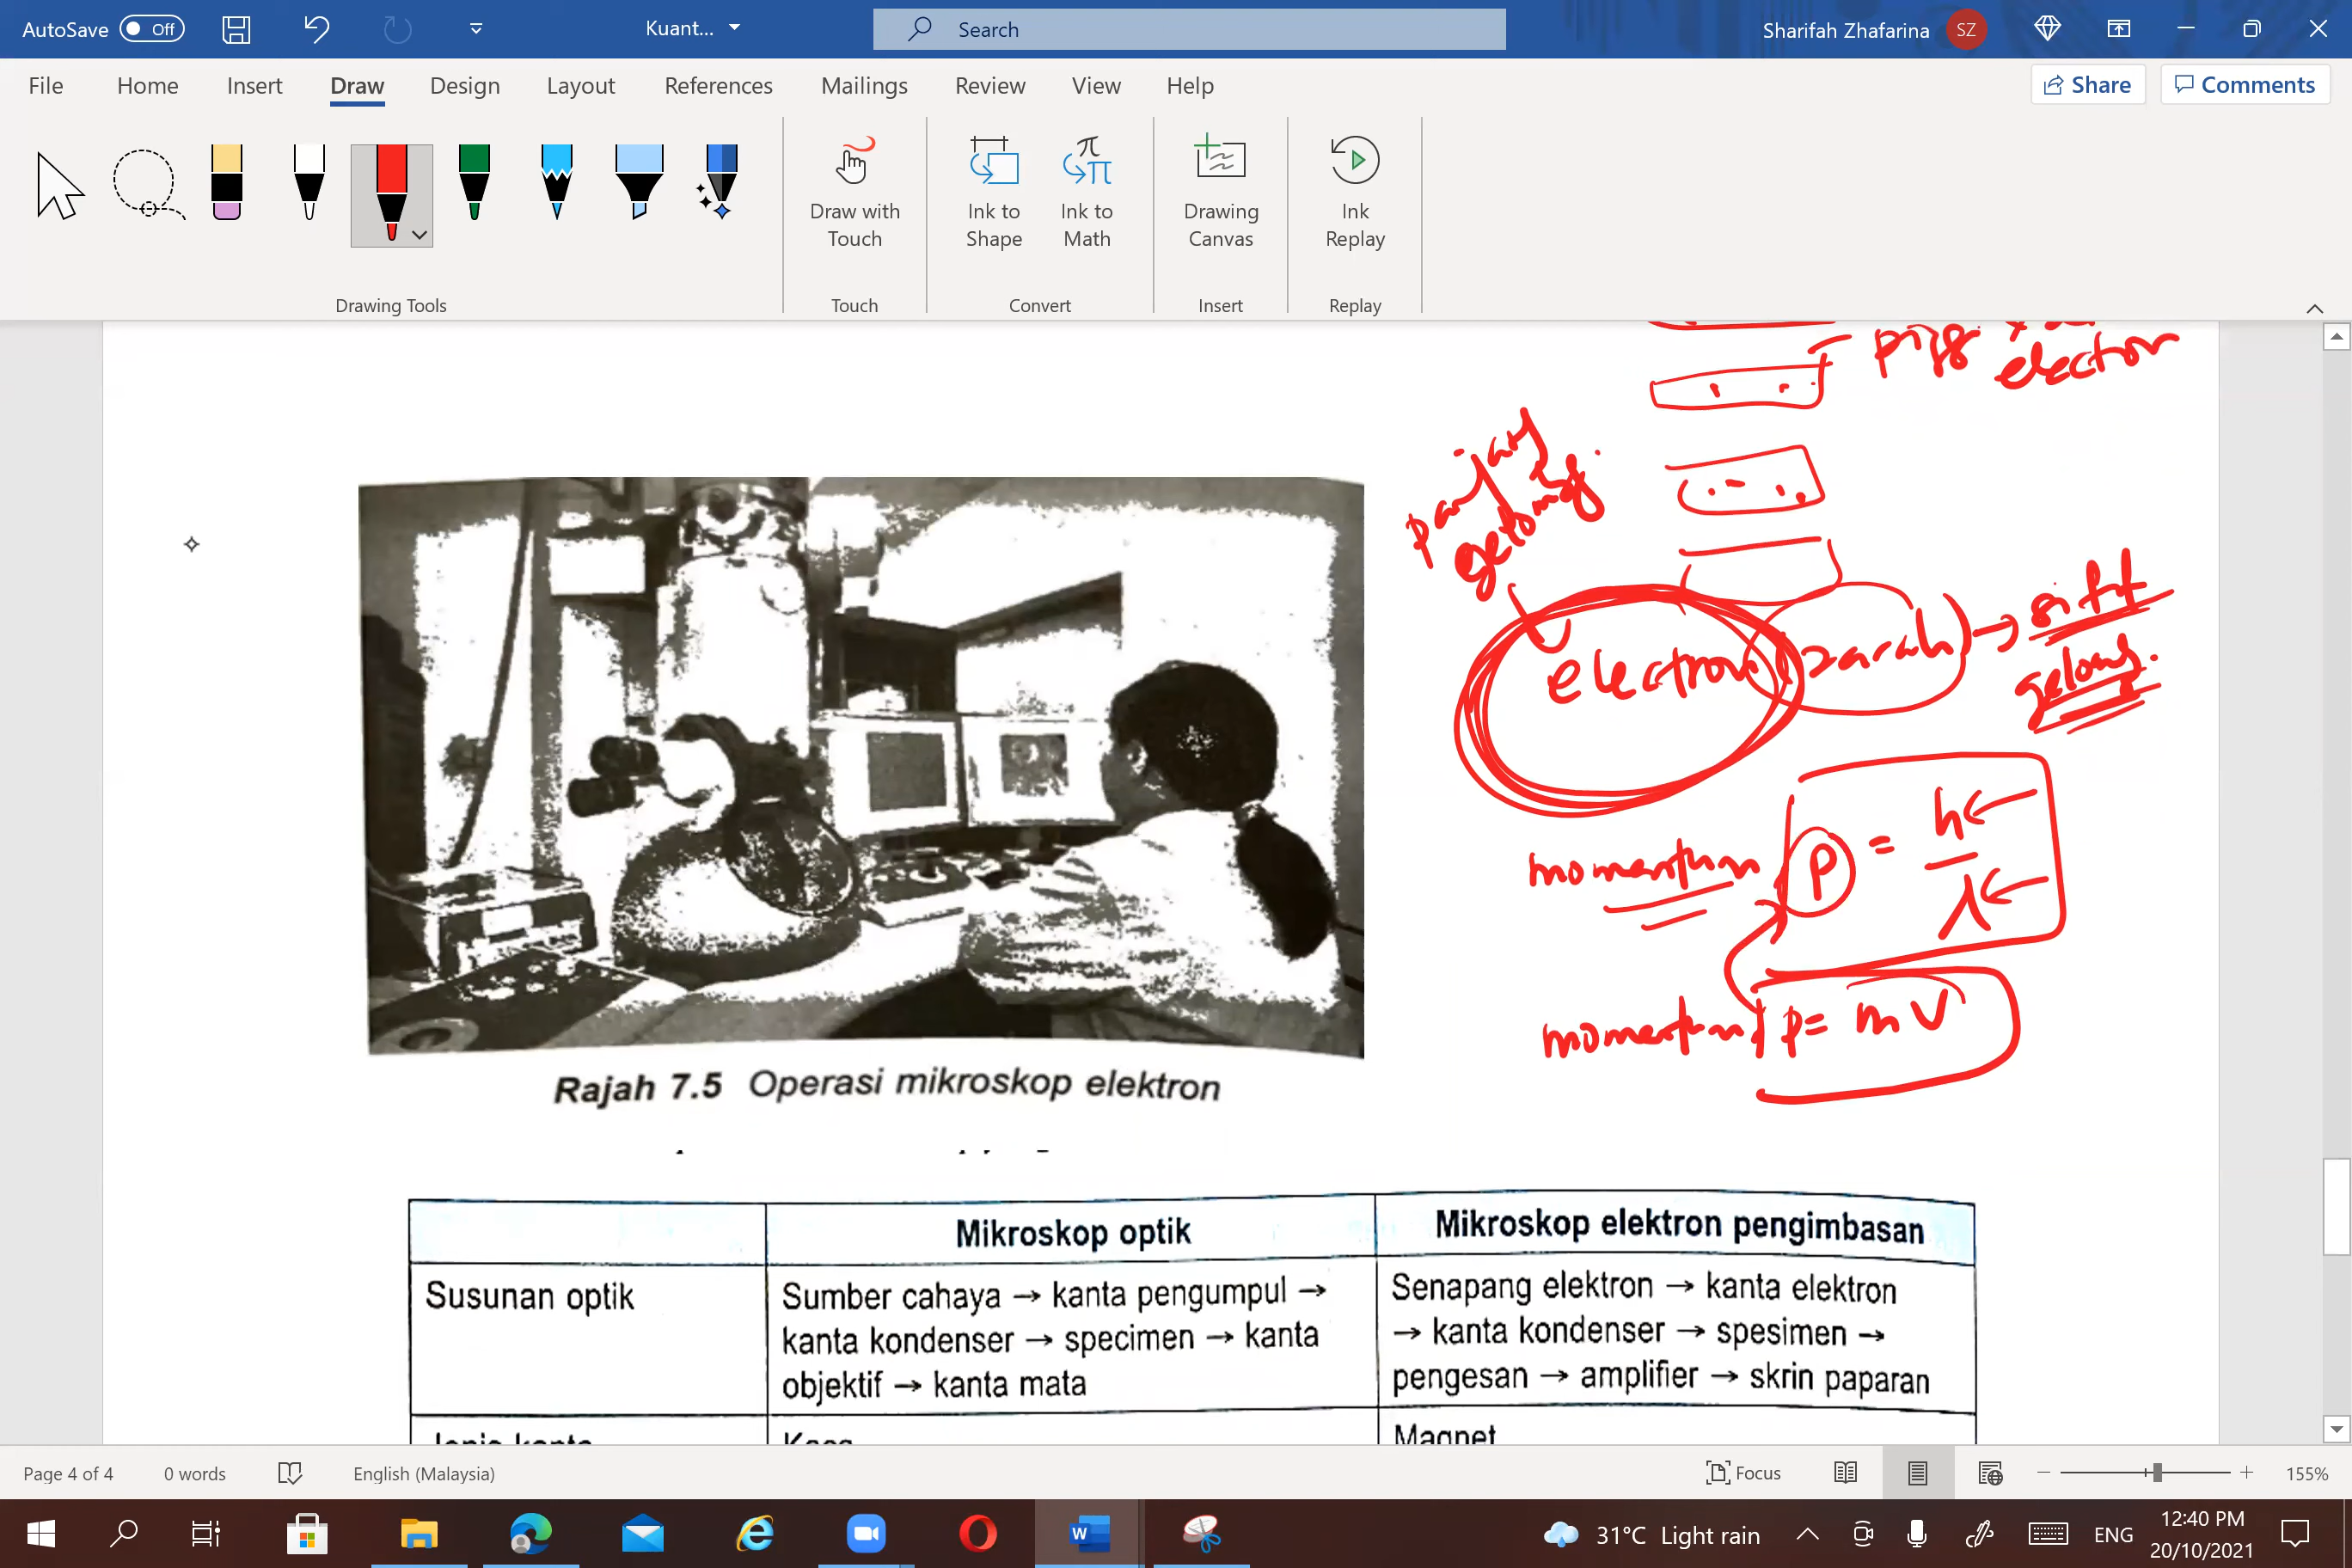 AutoSave Off
Kuant...
Search
Sharifah Zhafarina
SZ
File Home Insert Draw Design Layout References Mailings Review View Help
Share Comments
Draw with Touch
Ink to Shape
Ink to Math
Drawing Canvas
Ink Replay
Drawing Tools
Touch
Convert
Insert
Replay
elector
panjang
gelomg.
electron (zarah) → sifat
gelomg.
momentum p = h
λ
momentum p = mv
Rajah 7.5 Operasi mikroskop elektron
Mikroskop optik
Mikroskop elektron pengimbasan
Susunan optik
Sumber cahaya → kanta pengumpul →
kanta kondenser → specimen → kanta
objektif → kanta mata
Senapang elektron → kanta elektron
→ kanta kondenser → spesimen →
pengesan → amplifier → skrin paparan
Magnet
Page 4 of 4
0 words
English (Malaysia)
Focus
155%
31°C Light rain
ENG
12:40 PM
20/10/2021